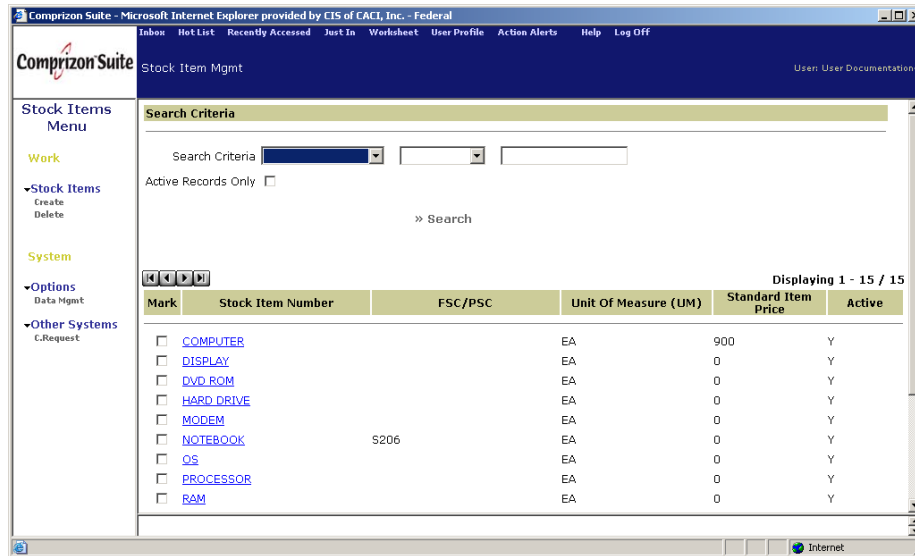 Comprizon Suite - Microsoft Internet Explorer provided by CIS of CACI, Inc. - Federal
Inbox Hot List Recently Accessed Just In Worksheet User Profile Action Alerts Help Log Off
Comprizon Suite
Stock Item Mgmt
User: User Documentation
Stock Items
Menu
Work
Stock Items
Create
Delete
System
Options
Data Mgmt
Other Systems
C.Request
Search Criteria
Search Criteria
Active Records Only
» Search
Displaying 1 - 15 / 15
Mark Stock Item Number FSC/PSC Unit Of Measure (UM) Standard Item Price Active
COMPUTER EA 900 Y
DISPLAY EA 0 Y
DVD ROM EA 0 Y
HARD DRIVE EA 0 Y
MODEM EA 0 Y
NOTEBOOK S206 EA 0 Y
OS EA 0 Y
PROCESSOR EA 0 Y
RAM EA 0 Y
Internet